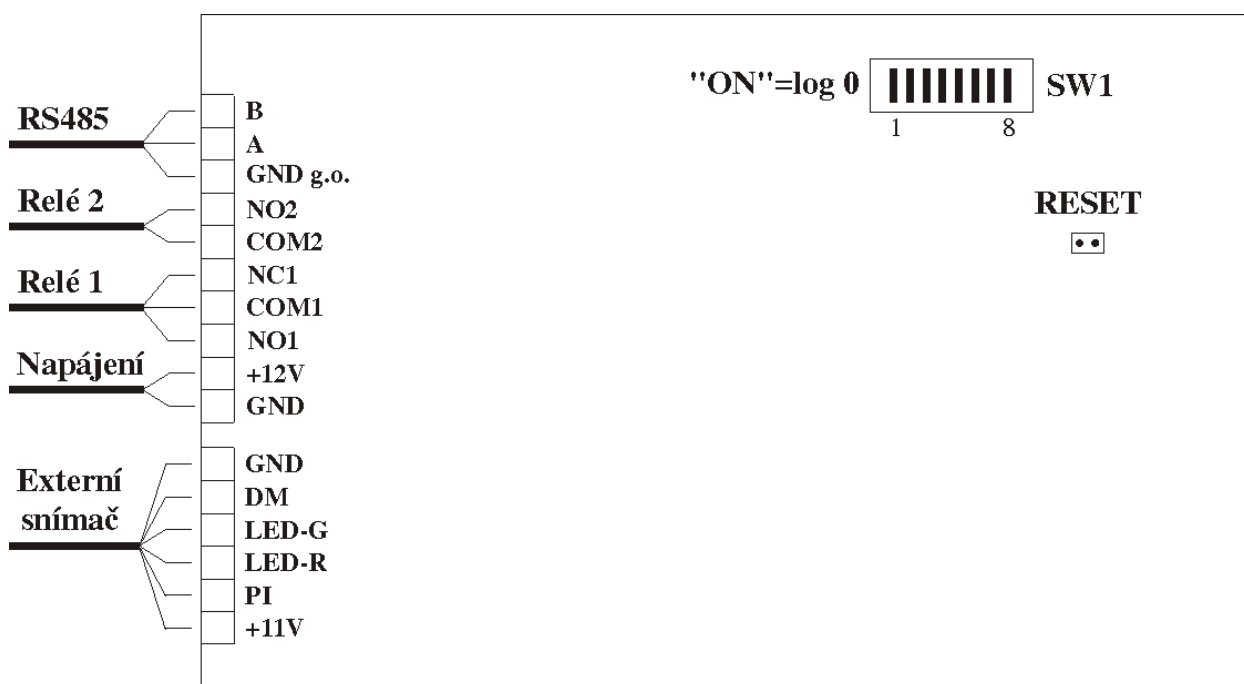 "ON"=log 0
SW1
1 8
RESET
RS485
B
A
GND g.o.
Relé 2
NO2
COM2
Relé 1
NC1
COM1
NO1
Napájení
+12V
GND
Externí
snímač
GND
DM
LED-G
LED-R
PI
+11V